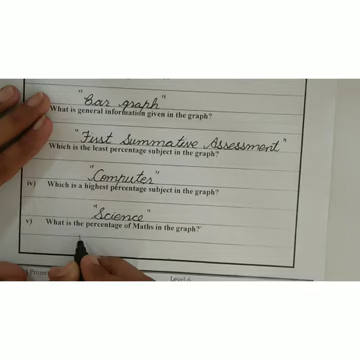 "Bar graph"
What is general information given in the graph?
"First Summative Assessment"
Which is the least percentage subject in the graph?
"Computer"
iv) Which is a highest percentage subject in the graph?
"Science"
v) What is the percentage of Maths in the graph?
Level 6